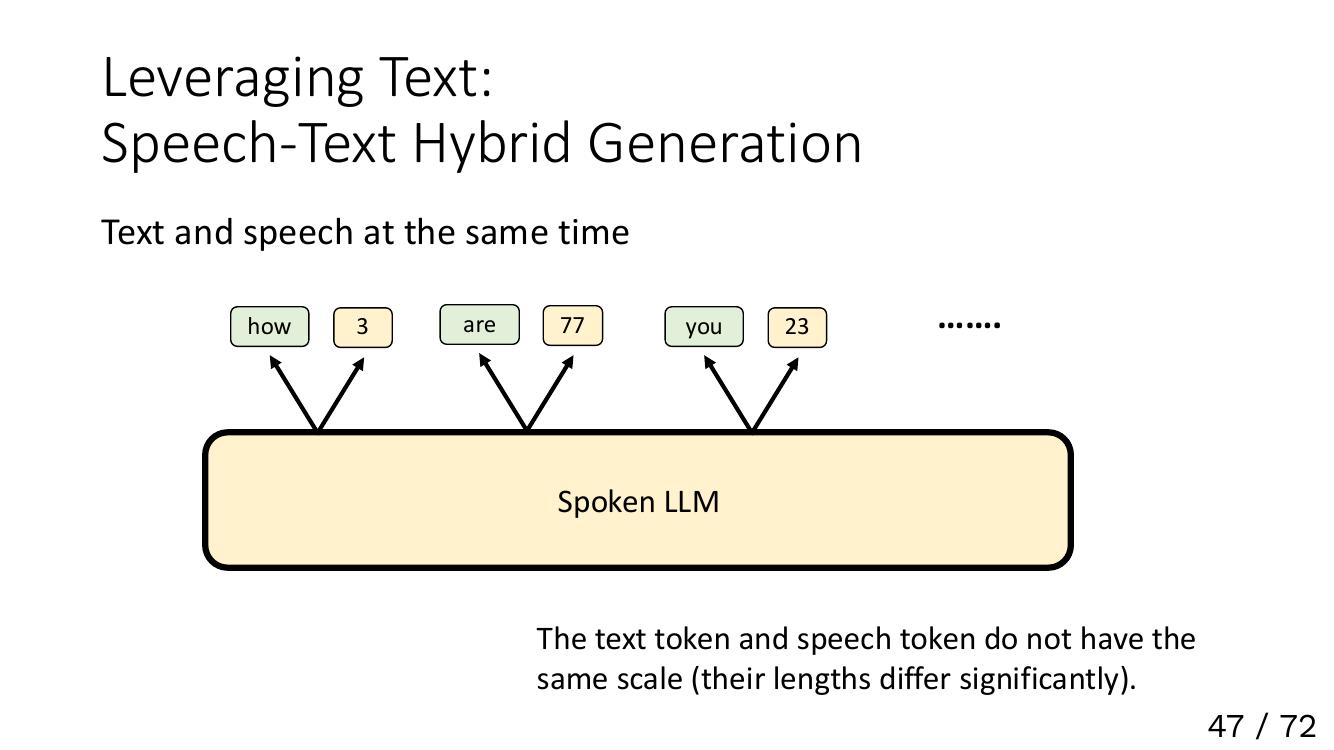 Leveraging Text:
Speech-Text Hybrid Generation
Text and speech at the same time
how 3 are 77 you 23 .......
Spoken LLM
The text token and speech token do not have the
same scale (their lengths differ significantly).
47 / 72